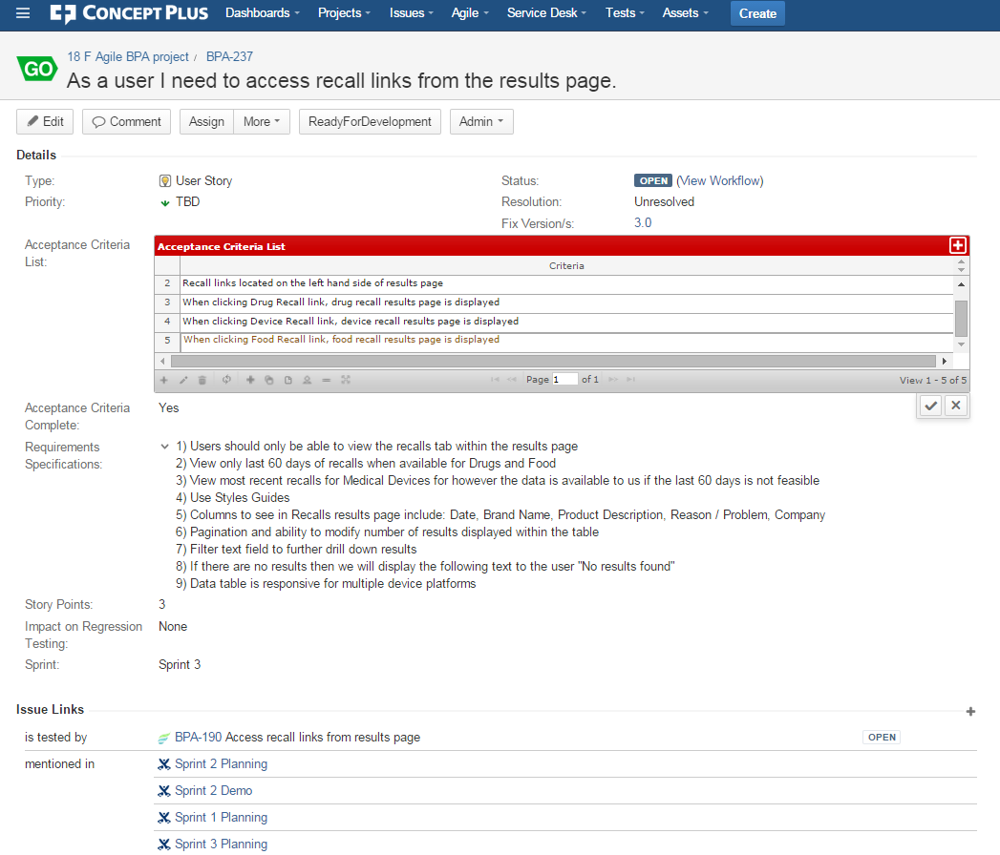 CONCEPT PLUS Dashboards Projects Issues Agile Service Desk Tests Assets Create
GO
18 F Agile BPA project / BPA-237
As a user I need to access recall links from the results page.
Edit Comment Assign More ReadyForDevelopment Admin
Details
Type: User Story Status: OPEN (View Workflow)
Priority: TBD Resolution: Unresolved
Fix Version/s: 3.0
Acceptance Criteria List:
Acceptance Criteria List
Criteria
2 Recall links located on the left hand side of results page
3 When clicking Drug Recall link, drug recall results page is displayed
4 When clicking Device Recall link, device recall results page is displayed
5 When clicking Food Recall link, food recall results page is displayed
Page 1 of 1 View 1 - 5 of 5
Acceptance Criteria Complete: Yes
Requirements Specifications:
1) Users should only be able to view the recalls tab within the results page
2) View only last 60 days of recalls when available for Drugs and Food
3) View most recent recalls for Medical Devices for however the data is available to us if the last 60 days is not feasible
4) Use Styles Guides
5) Columns to see in Recalls results page include: Date, Brand Name, Product Description, Reason / Problem, Company
6) Pagination and ability to modify number of results displayed within the table
7) Filter text field to further drill down results
8) If there are no results then we will display the following text to the user "No results found"
9) Data table is responsive for multiple device platforms
Story Points: 3
Impact on Regression Testing: None
Sprint: Sprint 3
Issue Links
is tested by BPA-190 Access recall links from results page OPEN
mentioned in Sprint 2 Planning
Sprint 2 Demo
Sprint 1 Planning
Sprint 3 Planning